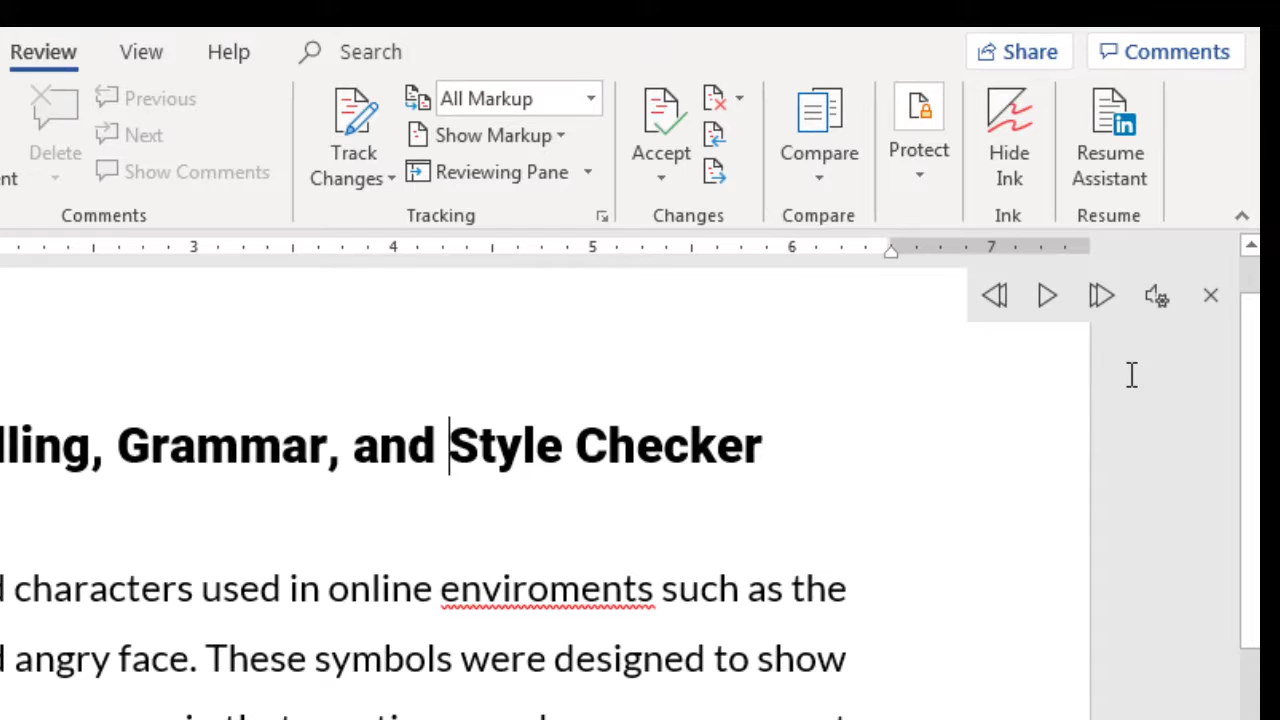 Review View Help Search Share Comments
Previous All Markup
Next Show Markup
Delete Show Comments Track Changes Reviewing Pane Accept Compare Protect Hide Ink Resume Assistant
nt
Comments Tracking Changes Compare Ink Resume
3 4 5 6 7
lling, Grammar, and Style Checker
d characters used in online enviroments such as the
d angry face. These symbols were designed to show